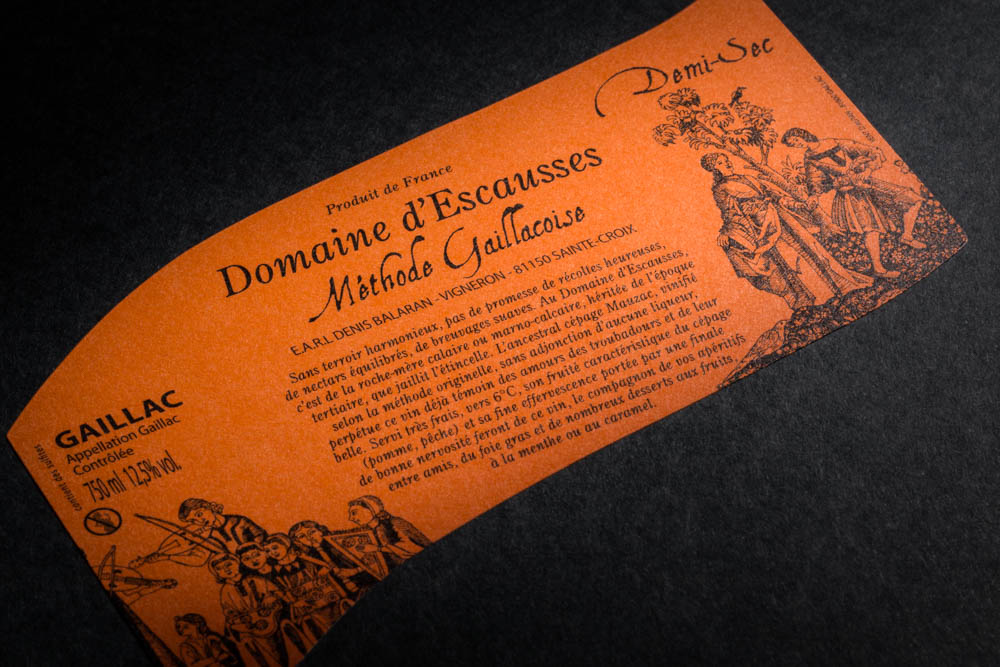 Demi-Sec
Produit de France
Domaine d'Escausses
Méthode Gaillacoise
E.A.R.L DENIS BALARAN - VIGNERON - 81150 SAINTE-CROIX
Sans terroir harmonieux, pas de promesse de récoltes heureuses,
de nectars équilibrés, de breuvages suaves. Au Domaine d'Escausses,
c'est de la roche-mère calaire ou marno-calcaire, héritée de l'époque
tertiaire, que jaillit l'étincelle. L'ancestral cépage Mauzac, vinifié
selon la méthode originelle, sans adjonction d'aucune liqueur,
perpétue ce vin déjà témoin des amours des troubadours et de leur
belle. Servi très frais, vers 6°C, son fruité caractéristique du cépage
(pomme, pêche) et sa fine effervescence portée par une finale
de bonne nervosité feront de ce vin, le compagnon de vos apéritifs
entre amis, du foie gras et de nombreux desserts aux fruits
à la menthe ou au caramel.
GAILLAC
Appellation Gaillac
Contrôlée
750 ml 12,5% vol.
contient des sulfites